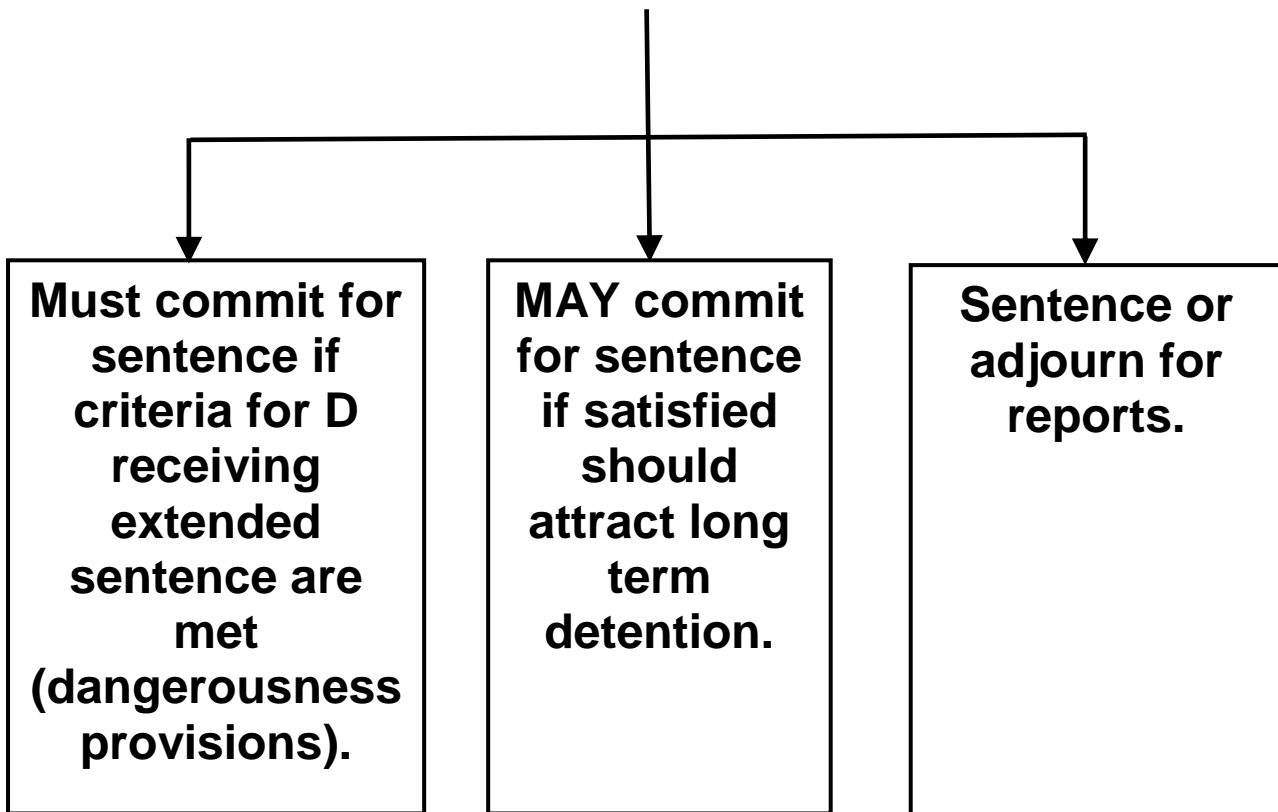 Must commit for
sentence if
criteria for D
receiving
extended
sentence are
met
(dangerousness
provisions).
MAY commit
for sentence
if satisfied
should
attract long
term
detention.
Sentence or
adjourn for
reports.